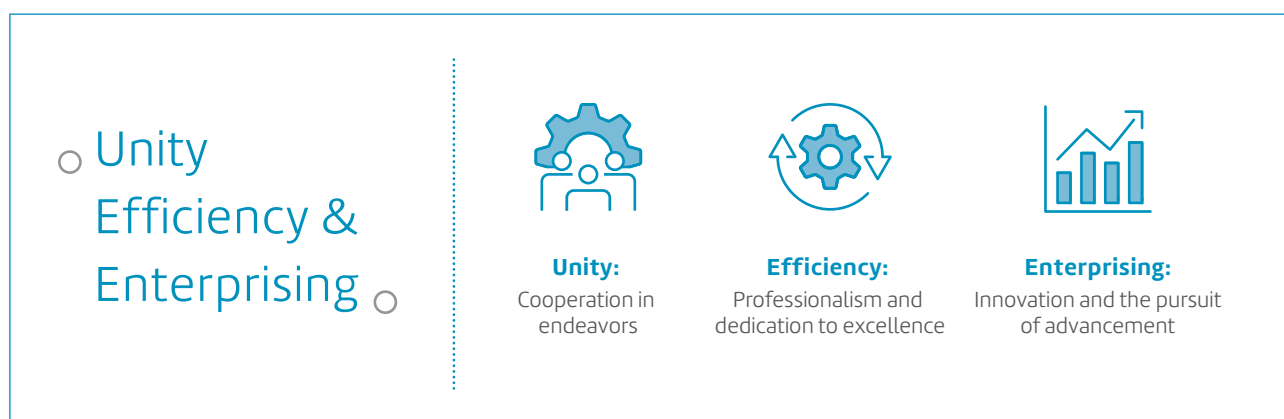 Unity
Efficiency &
Enterprising
Unity:
Cooperation in
endeavors
Efficiency:
Professionalism and
dedication to excellence
Enterprising:
Innovation and the pursuit
of advancement